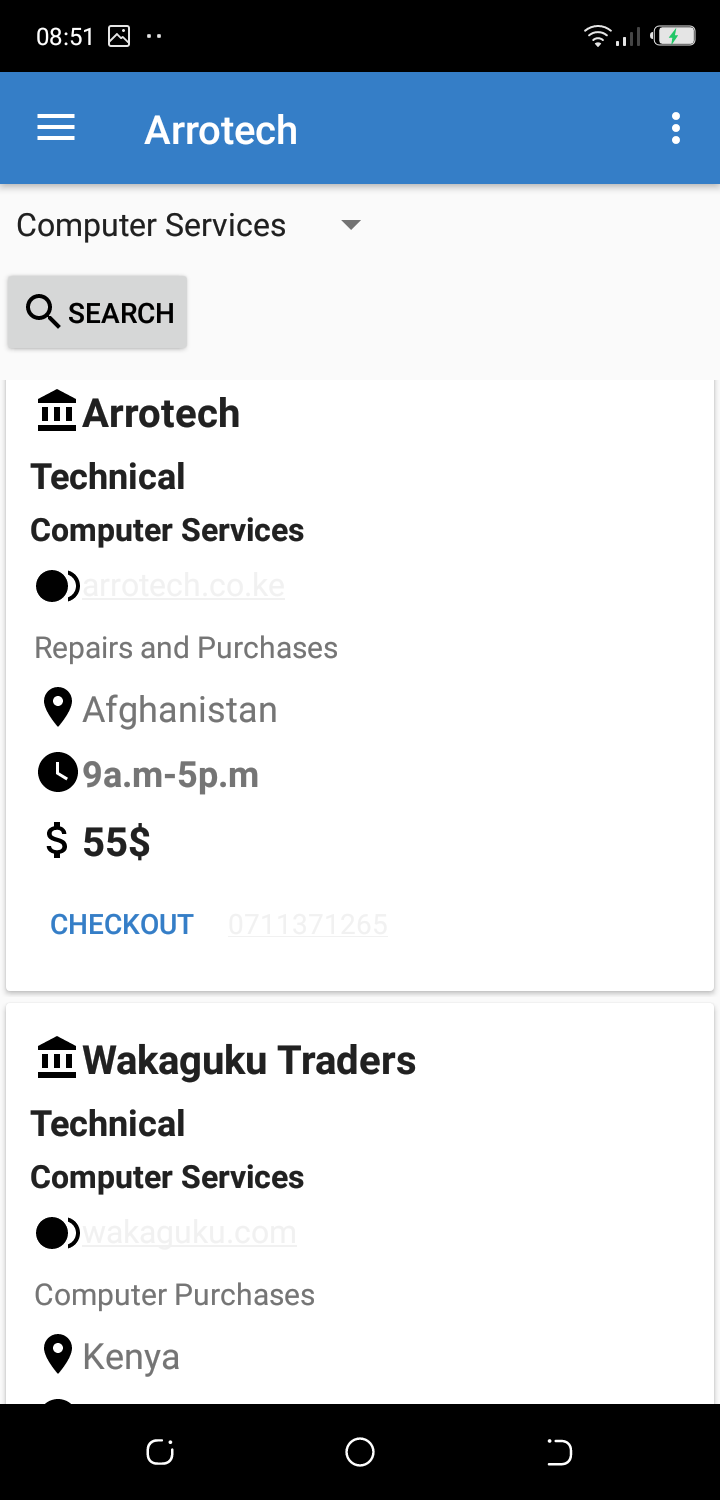 08:51
Arrotech
Computer Services
SEARCH
Arrotech
Technical
Computer Services
arrotech.co.ke
Repairs and Purchases
Afghanistan
9a.m-5p.m
$ 55$
CHECKOUT 0711371265
Wakaguku Traders
Technical
Computer Services
wakaguku.com
Computer Purchases
Kenya